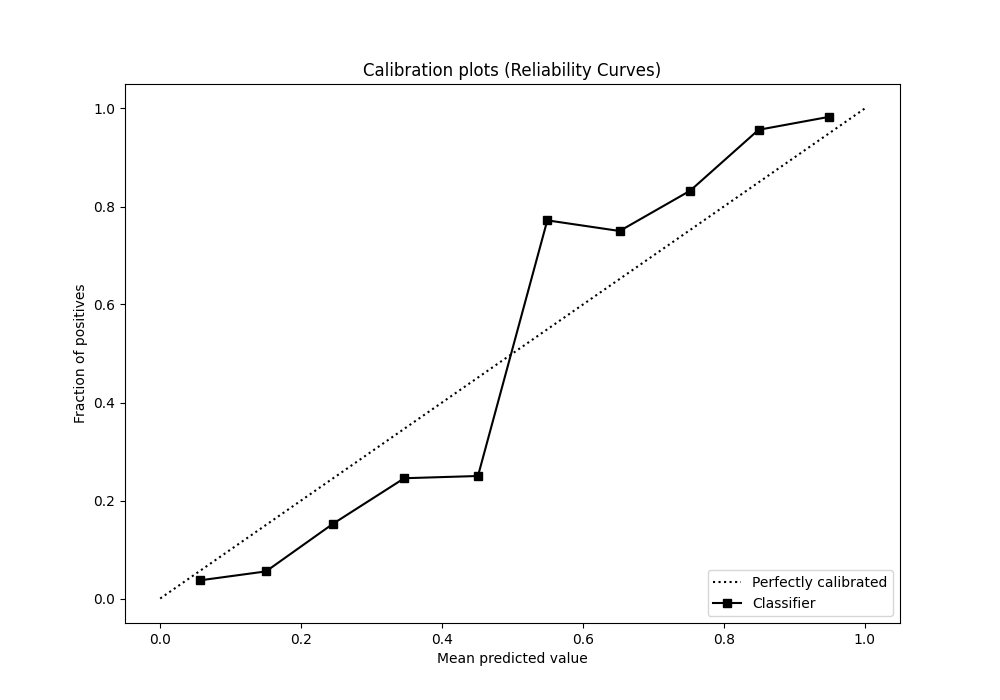 Calibration plots (Reliability Curves)
1.0
0.8
0.6
0.4
0.2
0.0
Fraction of positives
Perfectly calibrated
Classifier
0.0 0.2 0.4 0.6 0.8 1.0
Mean predicted value